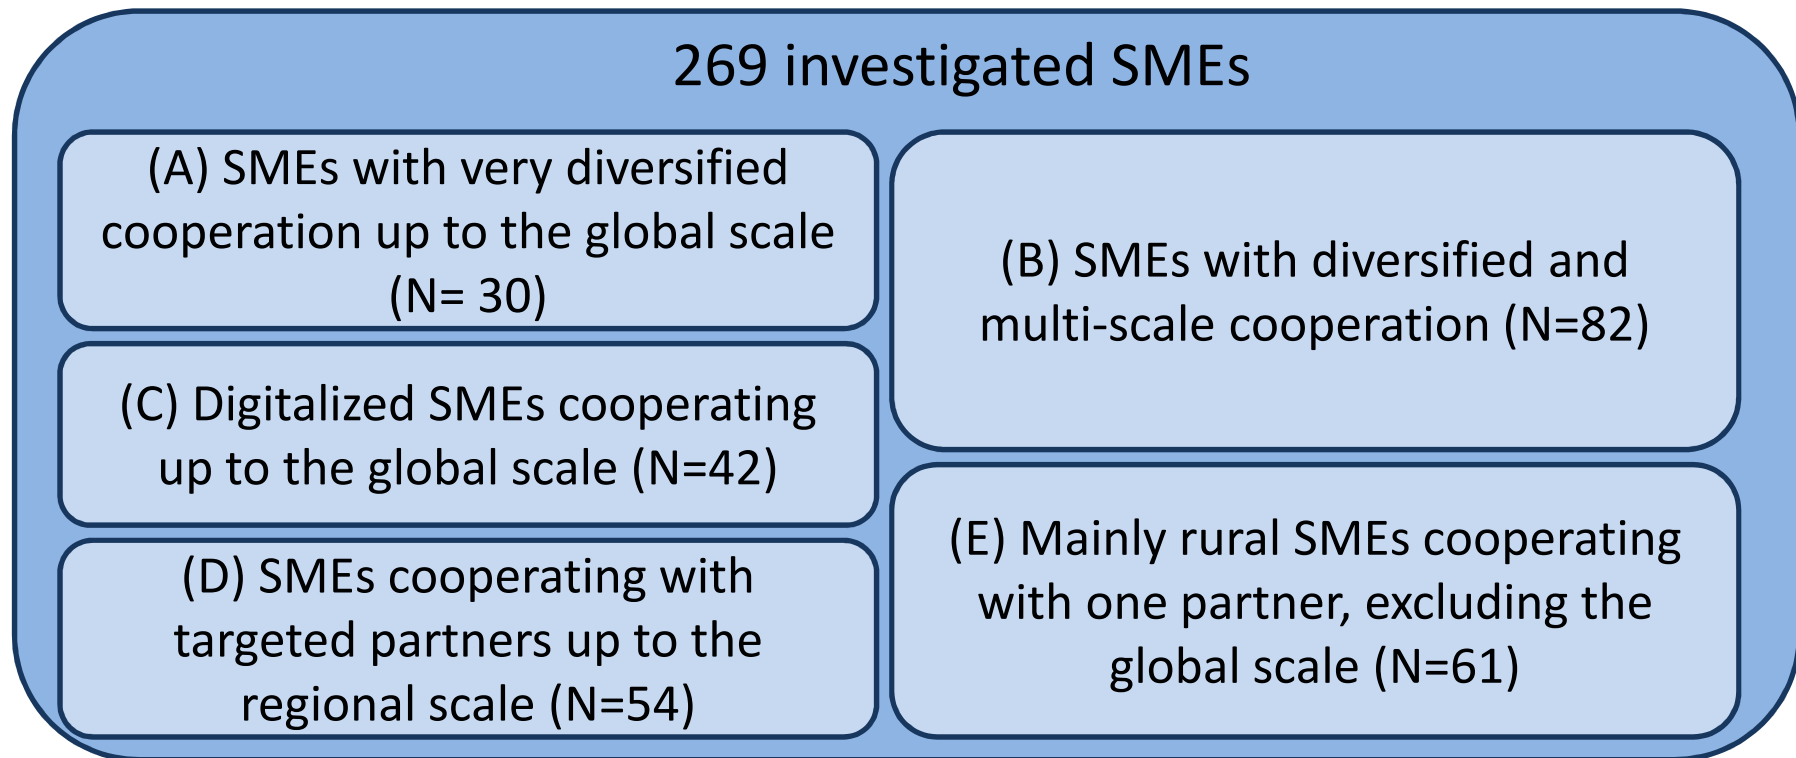 269 investigated SMEs
(A) SMEs with very diversified
cooperation up to the global scale
(N= 30)
(B) SMEs with diversified and
multi-scale cooperation (N=82)
(C) Digitalized SMEs cooperating
up to the global scale (N=42)
(D) SMEs cooperating with
targeted partners up to the
regional scale (N=54)
(E) Mainly rural SMEs cooperating
with one partner, excluding the
global scale (N=61)